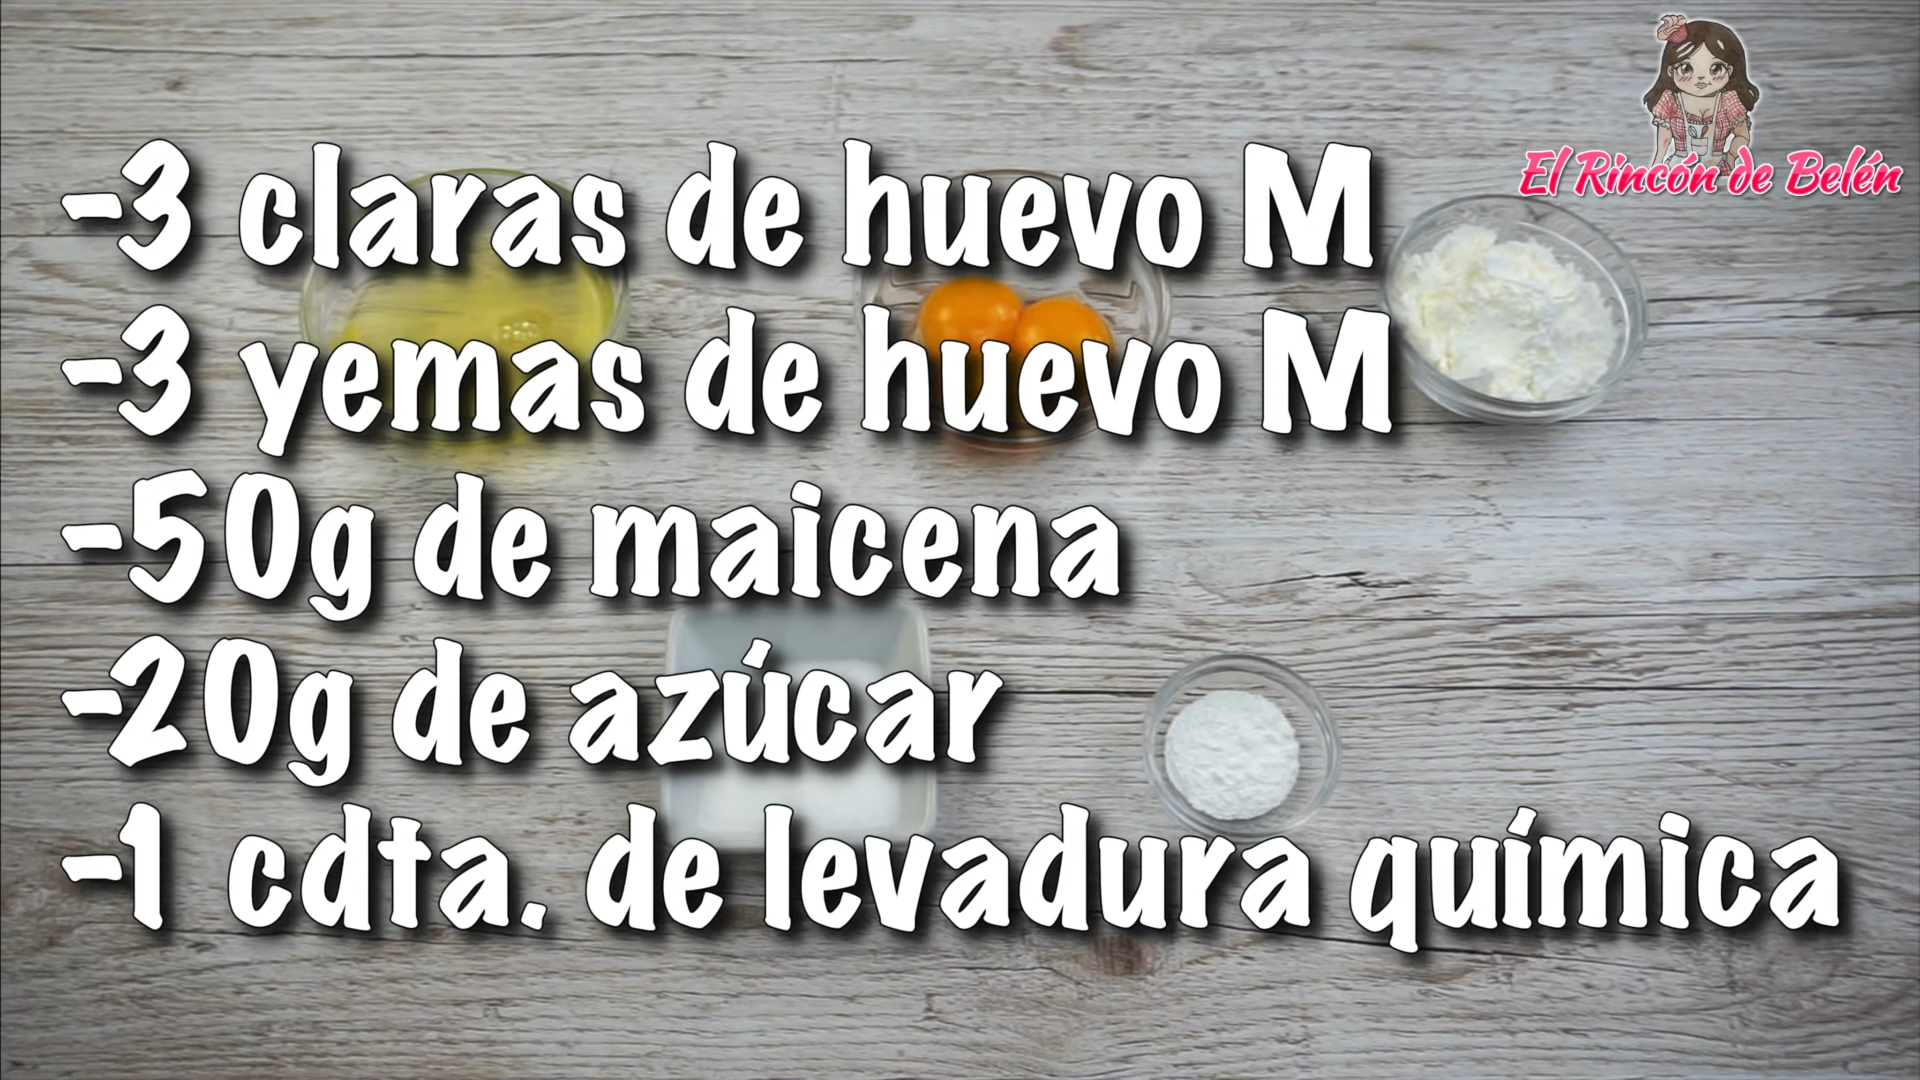 El Rincón de Belén
-3 claras de huevo M
-3 yemas de huevo M
-50g de maicena
-20g de azúcar
-1 cdta. de levadura química